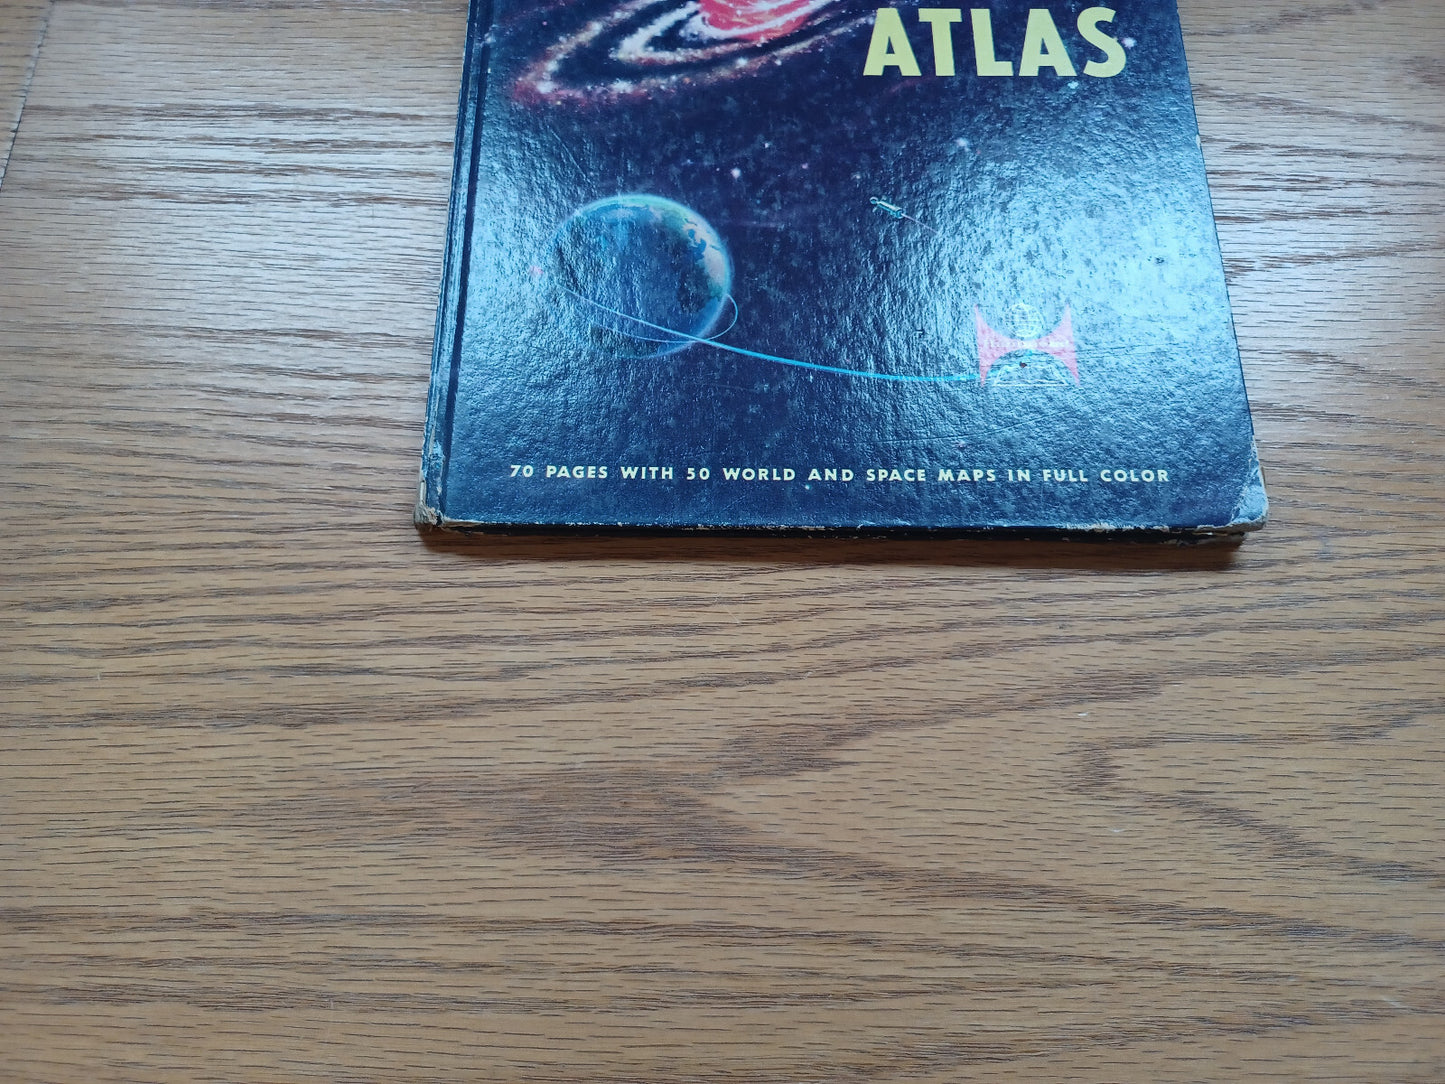 ATLAS
70 PAGES WITH 50 WORLD AND SPACE MAPS IN FULL COLOR